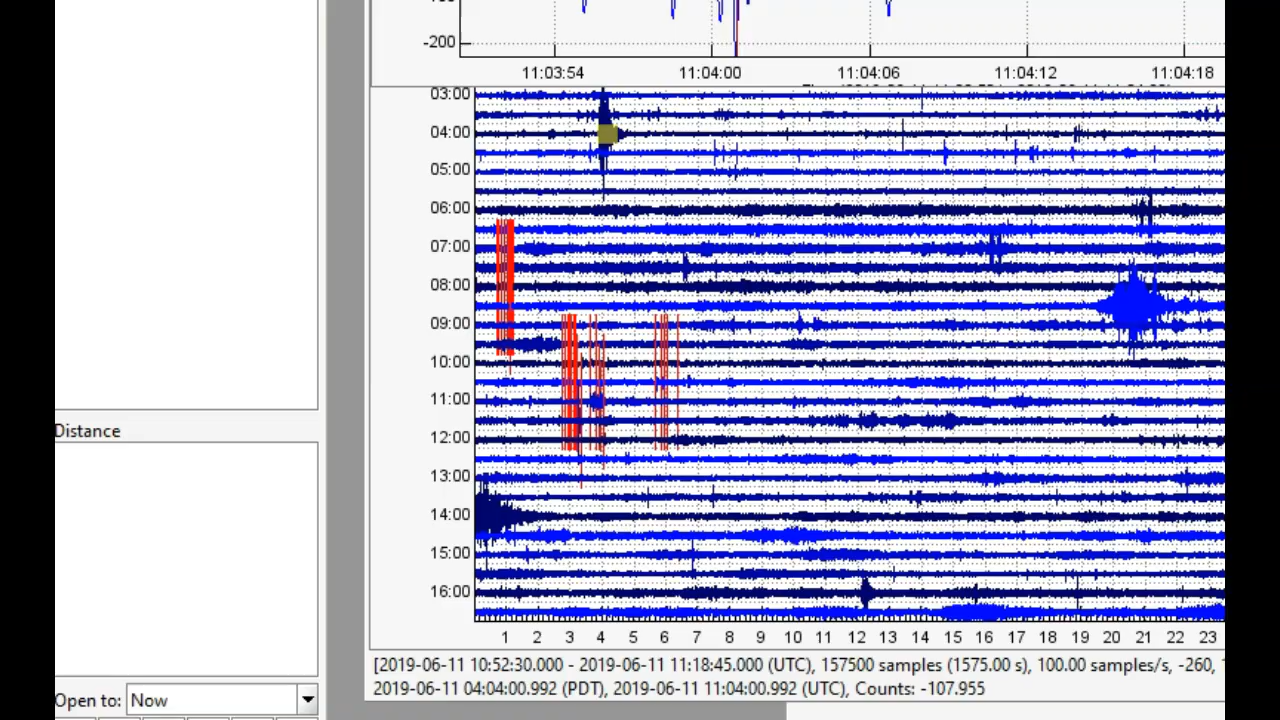 -200
11:03:54 11:04:00 11:04:06 11:04:12 11:04:18
03:00
04:00
05:00
06:00
07:00
08:00
09:00
10:00
11:00
12:00
13:00
14:00
15:00
16:00
1 2 3 4 5 6 7 8 9 10 11 12 13 14 15 16 17 18 19 20 21 22 23
Distance
[2019-06-11 10:52:30.000 - 2019-06-11 11:18:45.000 (UTC), 157500 samples (1575.00 s), 100.00 samples/s, -260,
2019-06-11 04:04:00.992 (PDT), 2019-06-11 11:04:00.992 (UTC), Counts: -107.955
Open to: Now